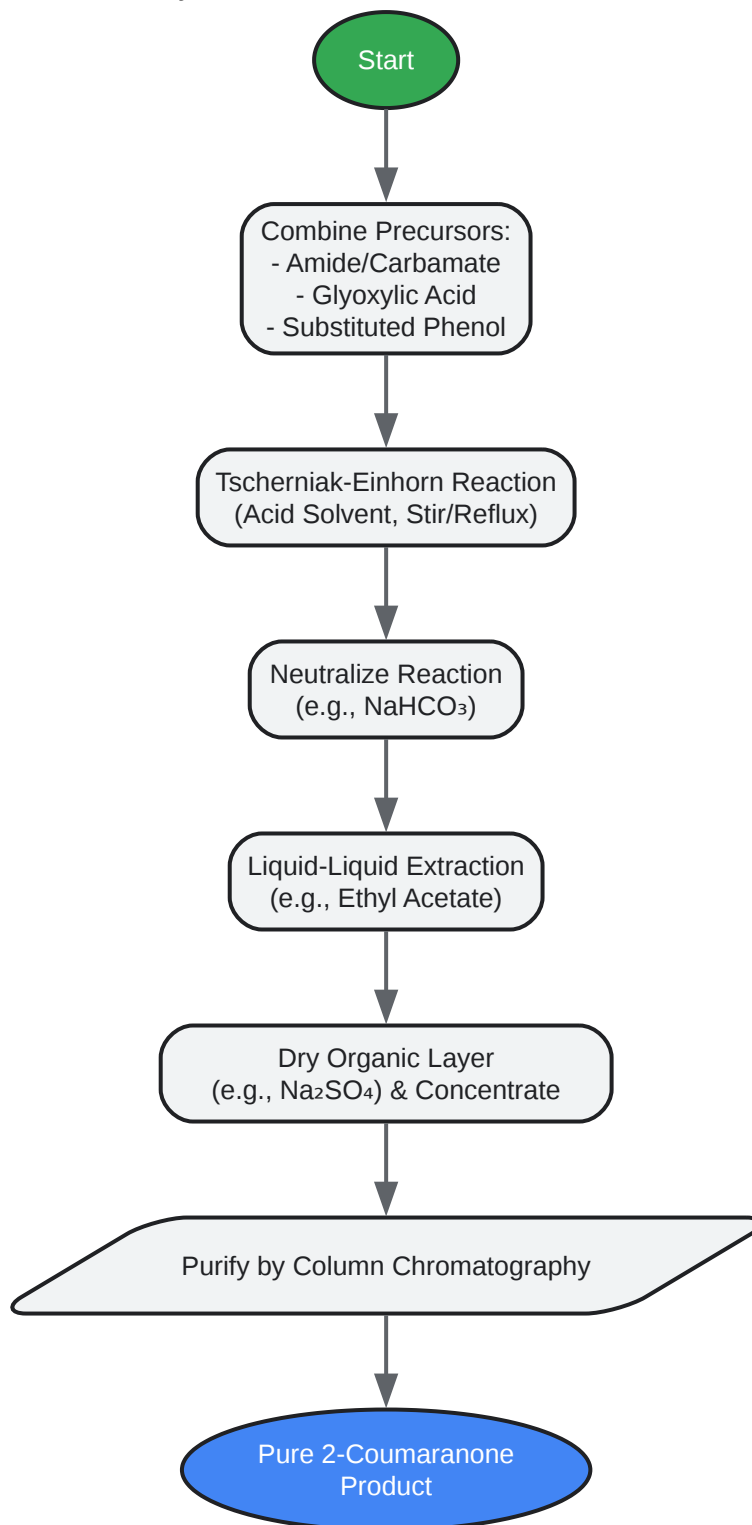 Start
Combine Precursors:
- Amide/Carbamate
- Glyoxylic Acid
- Substituted Phenol
Tscherniak-Einhorn Reaction
(Acid Solvent, Stir/Reflux)
Neutralize Reaction
(e.g., NaHCO₃)
Liquid-Liquid Extraction
(e.g., Ethyl Acetate)
Dry Organic Layer
(e.g., Na₂SO₄) & Concentrate
Purify by Column Chromatography
Pure 2-Coumaranone
Product